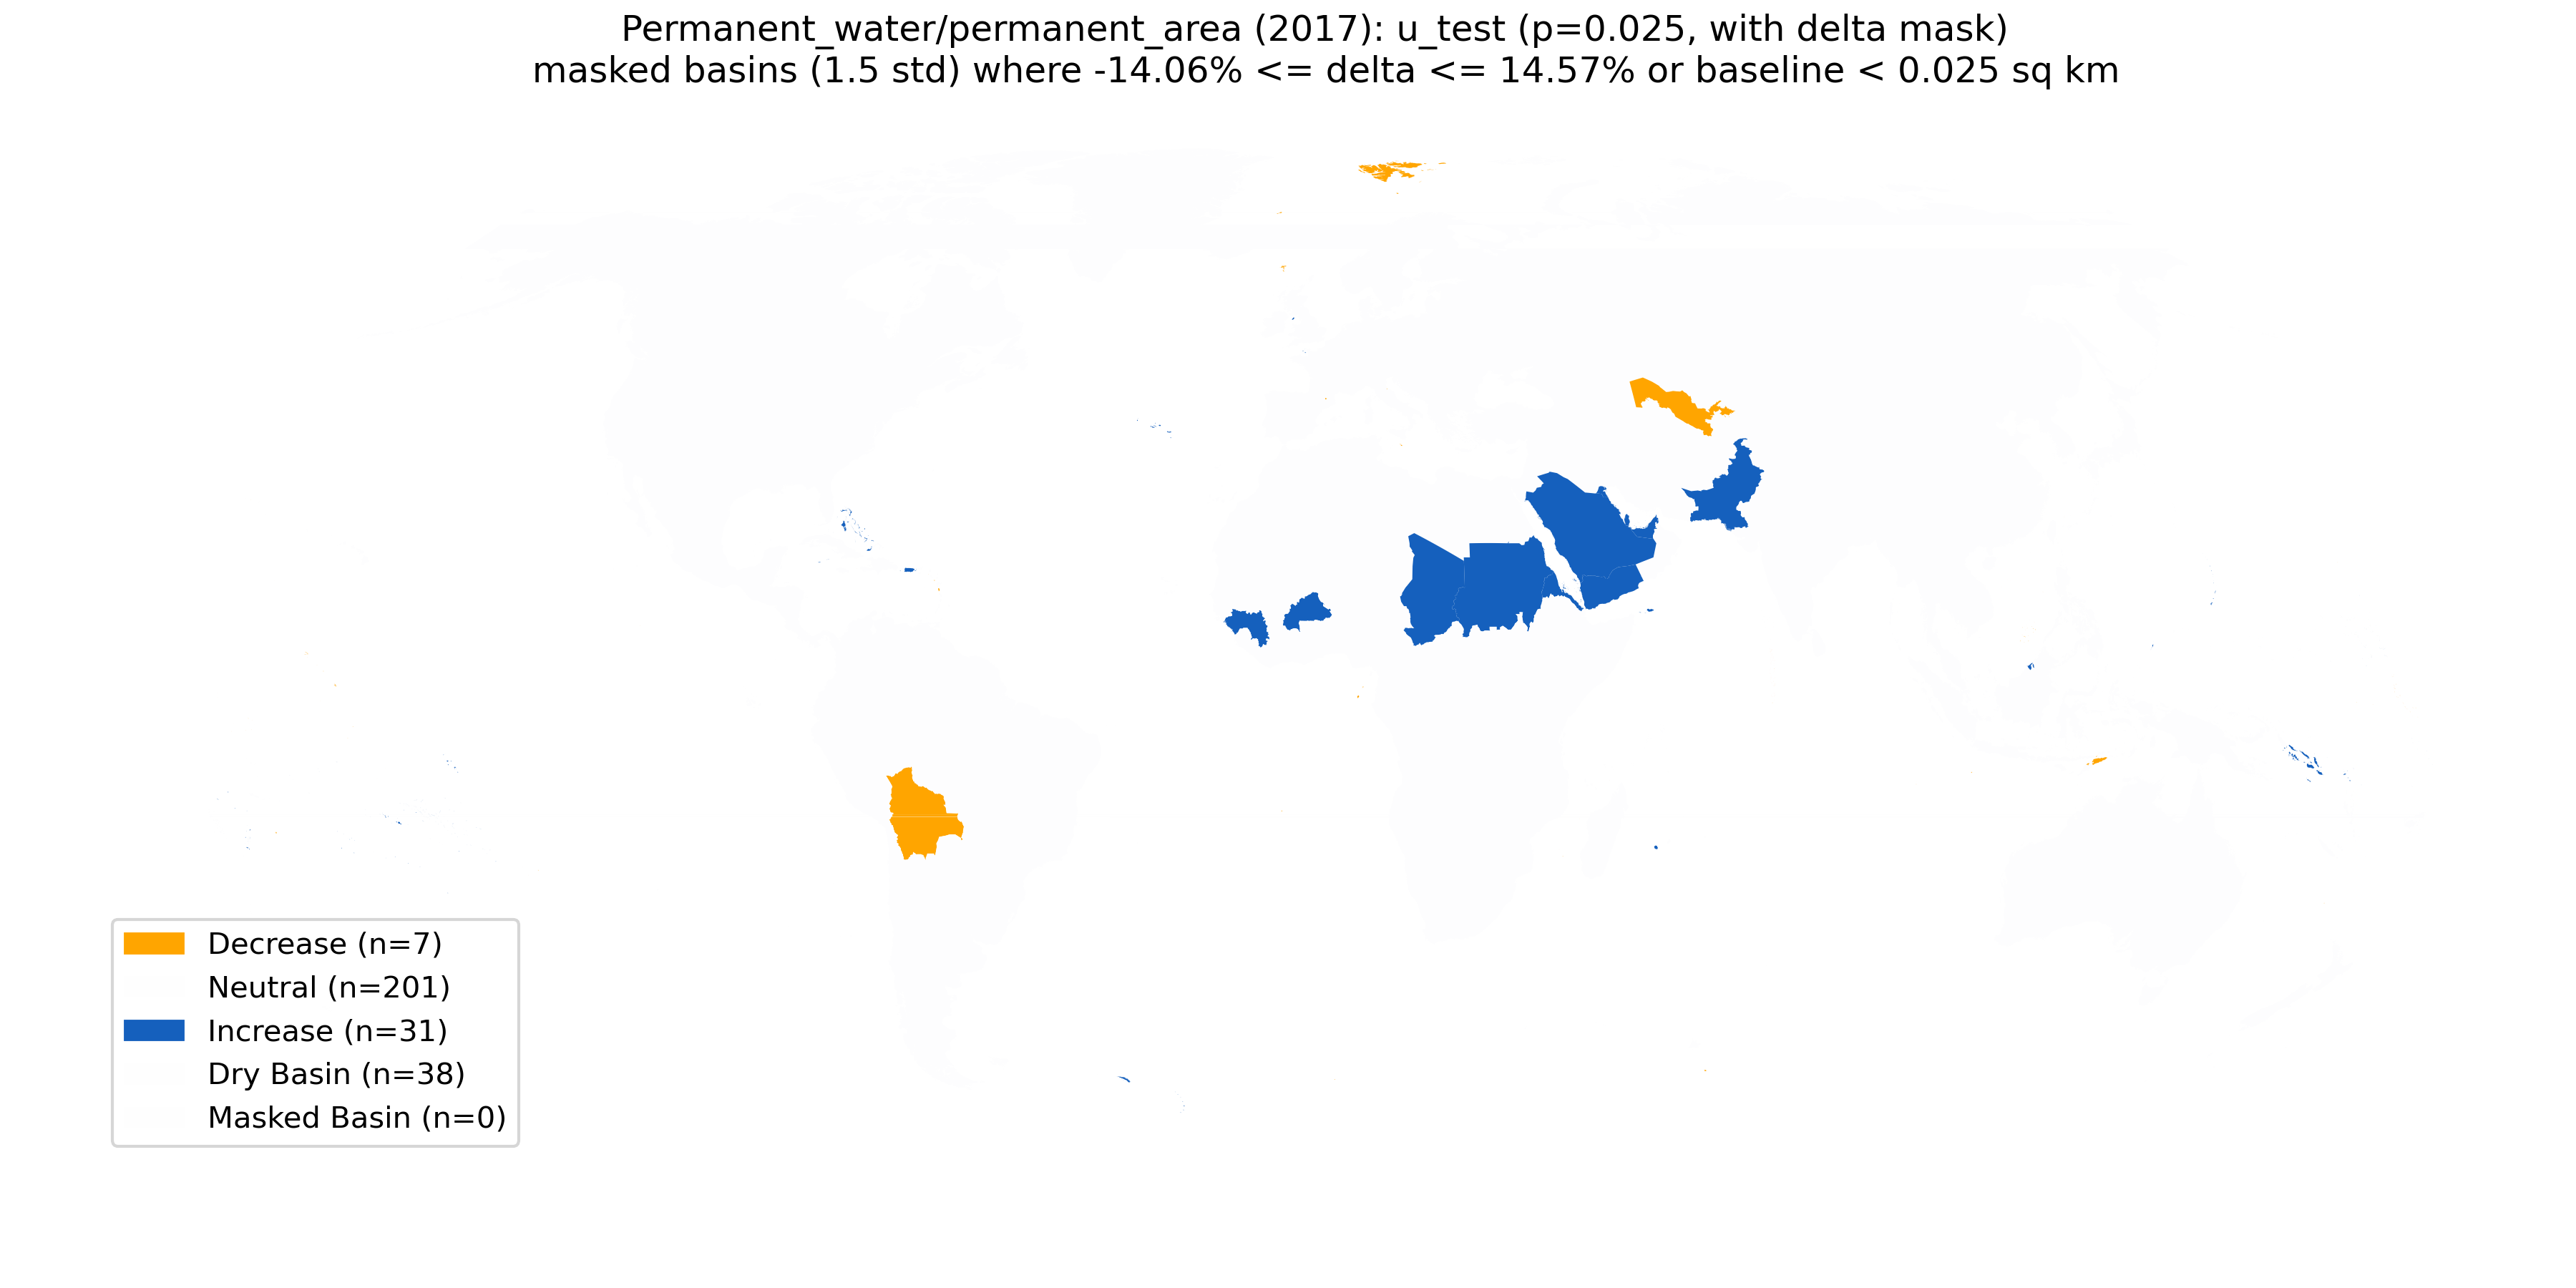 Permanent_water/permanent_area (2017): u_test (p=0.025, with delta mask)
masked basins (1.5 std) where -14.06% <= delta <= 14.57% or baseline < 0.025 sq km
Decrease (n=7)
Neutral (n=201)
Increase (n=31)
Dry Basin (n=38)
Masked Basin (n=0)